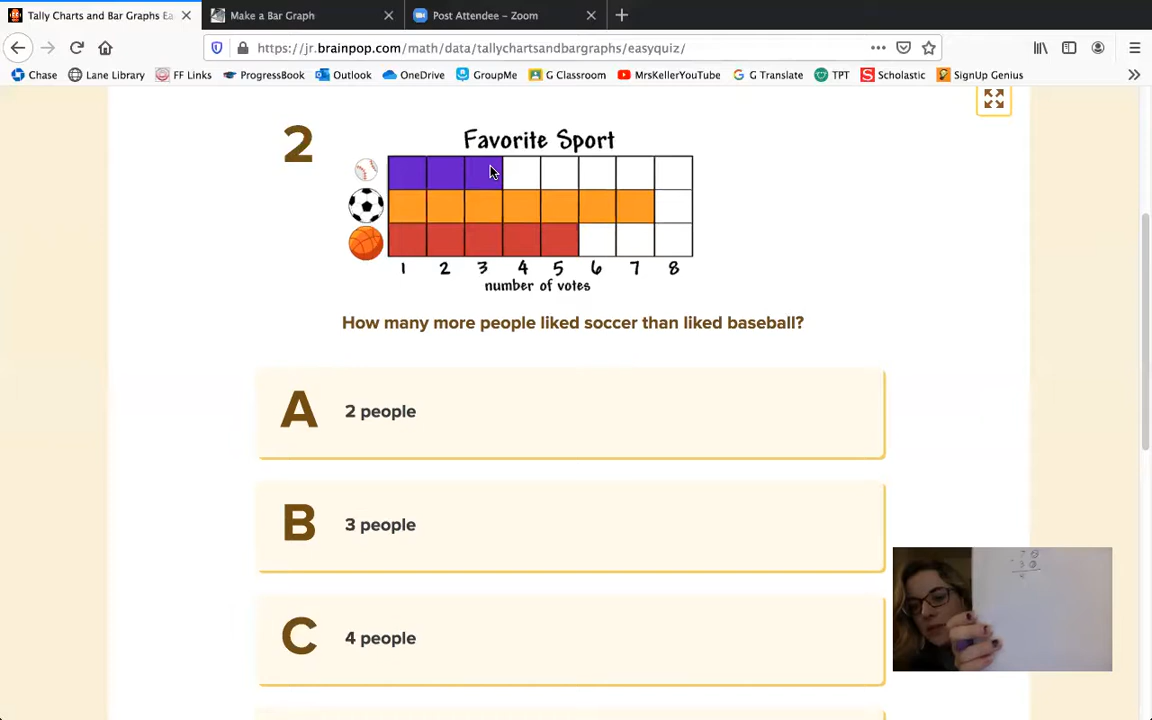 Tally Charts and Bar Graphs Ea
Make a Bar Graph
Post Attendee - Zoom
https://jr.brainpop.com/math/data/tallychartsandbargraphs/easyquiz/
Chase
Lane Library
FF Links
ProgressBook
Outlook
OneDrive
GroupMe
G Classroom
MrsKellerYouTube
G Translate
TPT
Scholastic
SignUp Genius
2
Favorite Sport
1 2 3 4 5 6 7 8
number of votes
How many more people liked soccer than liked baseball?
A 2 people
B 3 people
C 4 people